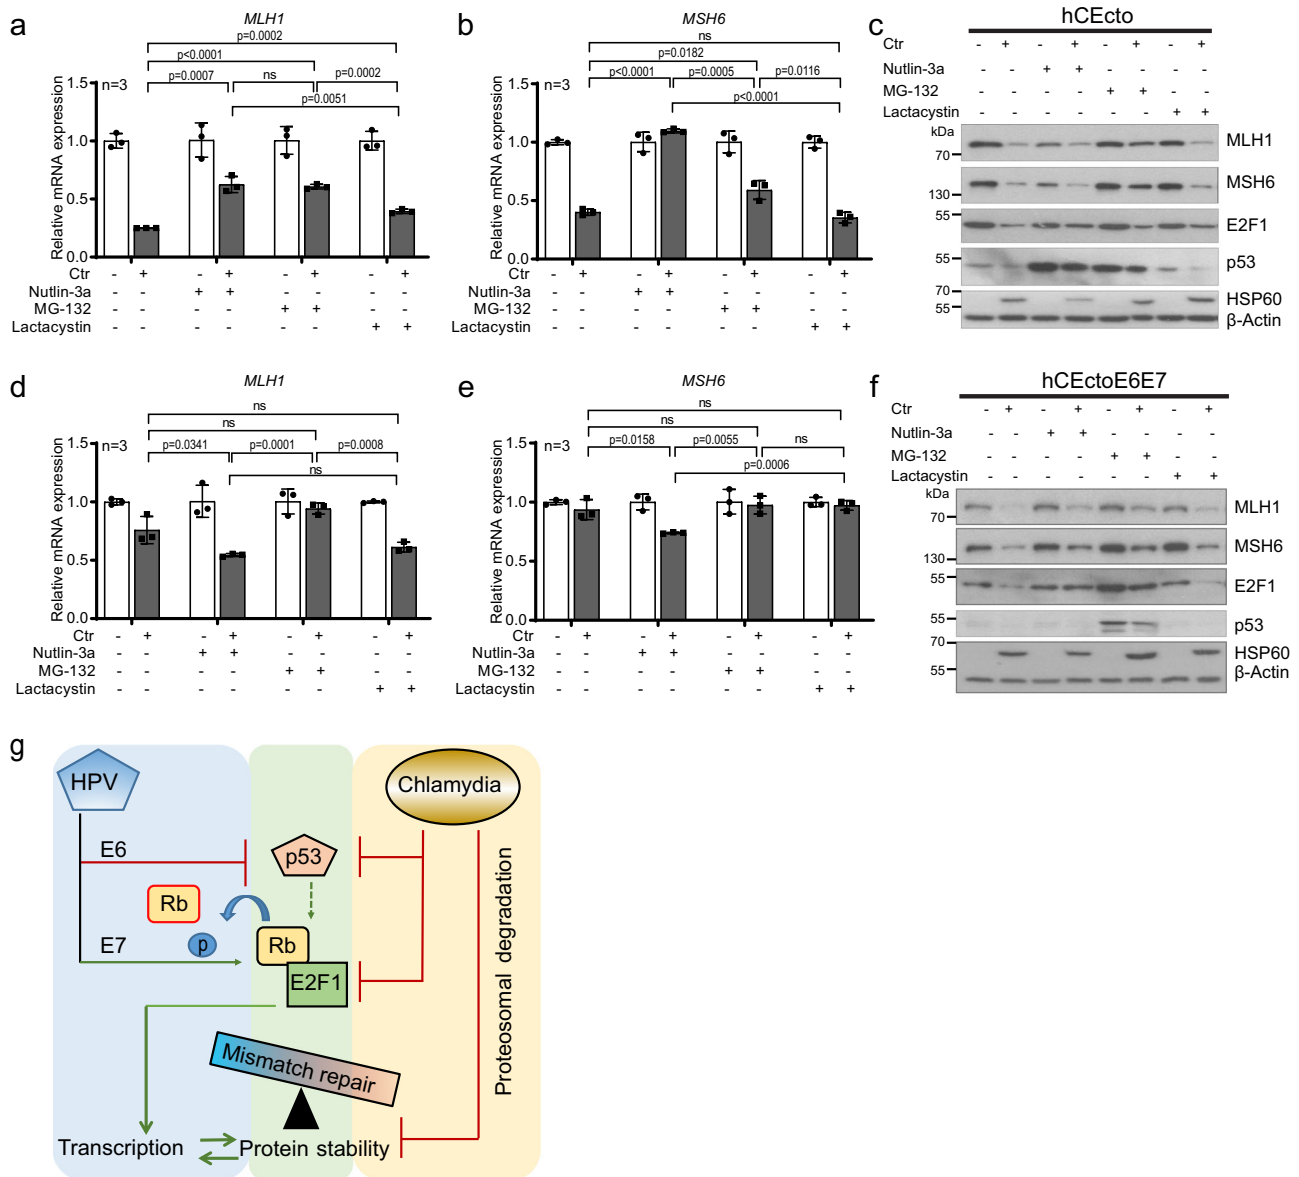 a
MLH1
p=0.0002
p<0.0001
p=0.0007
ns
p=0.0002
p=0.0051
n=3
Relative mRNA expression
1.5
1.0
0.5
0.0
Ctr - + - + - + - +
Nutlin-3a - - + + - - - -
MG-132 - - - - + + - -
Lactacystin - - - - - - + +
b
MSH6
ns
p=0.0182
p<0.0001
p=0.0005
p=0.0116
p<0.0001
n=3
Relative mRNA expression
1.5
1.0
0.5
0.0
Ctr - + - + - + - +
Nutlin-3a - - + + - - - -
MG-132 - - - - + + - -
Lactacystin - - - - - - + +
c
hCEcto
Ctr - + - + - + - +
Nutlin-3a - - + + - - - -
MG-132 - - - - + + - -
Lactacystin - - - - - - + +
kDa
70
MLH1
130
MSH6
55
E2F1
55
p53
70
55
HSP60
β-Actin
d
MLH1
ns
ns
p=0.0341
p=0.0001
p=0.0008
ns
n=3
Relative mRNA expression
1.5
1.0
0.5
0.0
Ctr - + - + - + - +
Nutlin-3a - - + + - - - -
MG-132 - - - - + + - -
Lactacystin - - - - - - + +
e
MSH6
ns
ns
p=0.0158
p=0.0055
ns
p=0.0006
n=3
Relative mRNA expression
1.5
1.0
0.5
0.0
Ctr - + - + - + - +
Nutlin-3a - - + + - - - -
MG-132 - - - - + + - -
Lactacystin - - - - - - + +
f
hCEctoE6E7
Ctr - + - + - + - +
Nutlin-3a - - + + - - - -
MG-132 - - - - + + - -
Lactacystin - - - - - - + +
kDa
70
MLH1
130
MSH6
55
E2F1
55
p53
70
55
HSP60
β-Actin
g
HPV
Chlamydia
E6
p53
Rb
E7
p
Rb
E2F1
Proteosomal degradation
Mismatch repair
Transcription
Protein stability